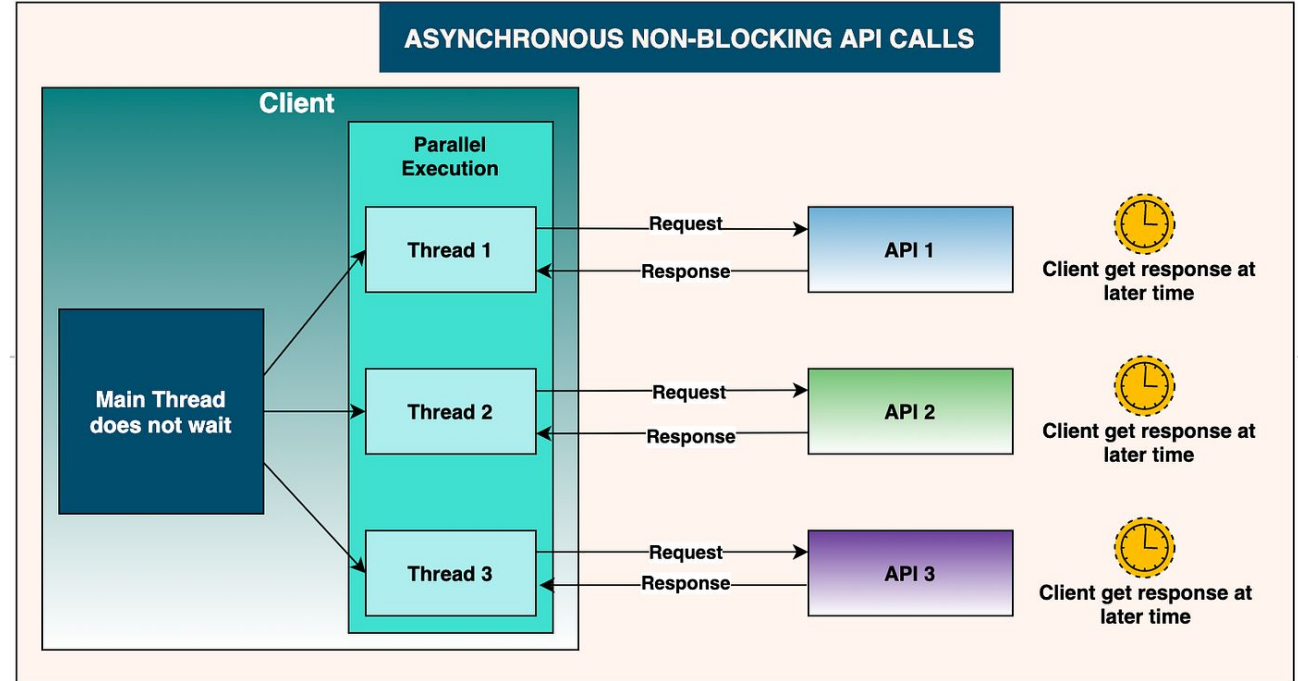 ASYNCHRONOUS NON-BLOCKING API CALLS
Client
Parallel
Execution
Main Thread
does not wait
Thread 1
Request
Response
API 1
Client get response at
later time
Thread 2
Request
Response
API 2
Client get response at
later time
Thread 3
Request
Response
API 3
Client get response at
later time